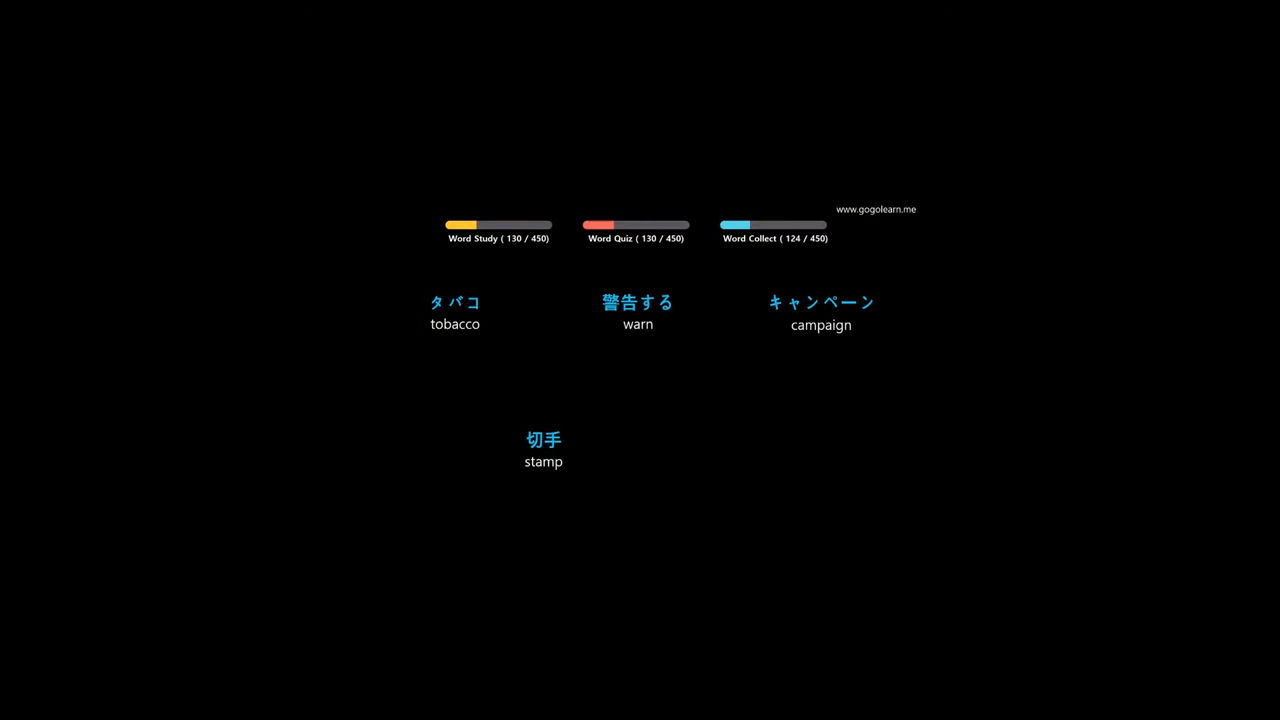 www.gogolearn.me
Word Study ( 130 / 450)
Word Quiz ( 130 / 450)
Word Collect ( 124 / 450)
タバコ
tobacco
警告する
warn
キャンペーン
campaign
切手
stamp